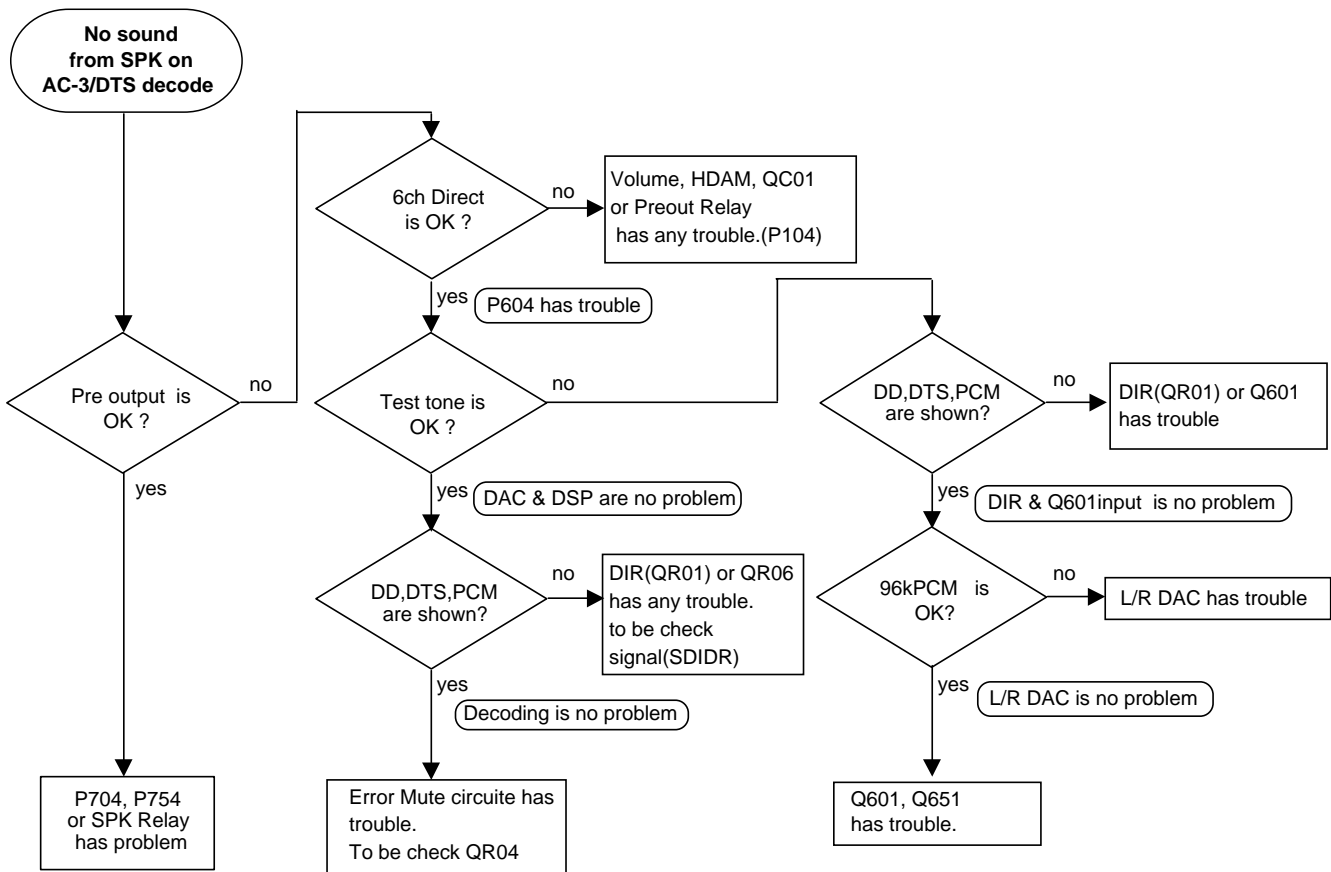 No sound
from SPK on
AC-3/DTS decode
Pre output is
OK ?
no
yes
P704, P754
or SPK Relay
has problem
6ch Direct
is OK ?
no
Volume, HDAM, QC01
or Preout Relay
has any trouble.(P104)
yes
P604 has trouble
Test tone is
OK ?
no
yes
DAC & DSP are no problem
DD,DTS,PCM
are shown?
no
DIR(QR01) or QR06
has any trouble.
to be check
signal(SDIDR)
yes
Decoding is no problem
Error Mute circuite has
trouble.
To be check QR04
DD,DTS,PCM
are shown?
no
DIR(QR01) or Q601
has trouble
yes
DIR & Q601input is no problem
96kPCM is
OK?
no
L/R DAC has trouble
yes
L/R DAC is no problem
Q601, Q651
has trouble.